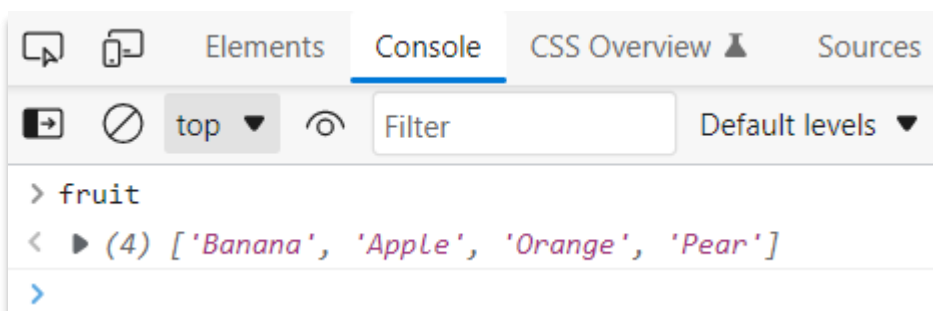 Elements Console CSS Overview Sources
top Filter Default levels
> fruit
(4) ['Banana', 'Apple', 'Orange', 'Pear']
>